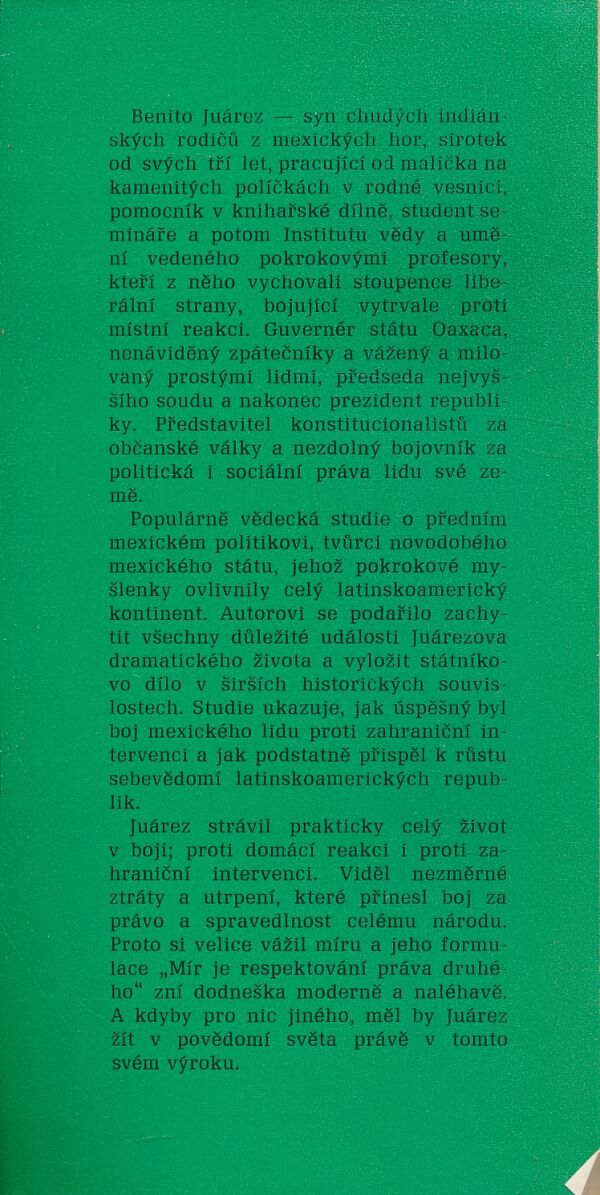 Benito Juárez — syn chudých indián-
ských rodičů z mexických hor, sirotek
od svých tří let, pracující od malička na
kamenitých políčkách v rodné vesnici,
pomocník v knihařské dílně, student se-
mináře a potom Institutu vědy a umě-
ní vedeného pokrokovými profesory,
kteří z něho vychovali stoupence libe-
rální strany, bojující vytrvale proti
místní reakci. Guvernér státu Oaxaca,
nenáviděný zpátečníky a vážený a milo-
vaný prostými lidmi, předseda nejvyš-
šího soudu a nakonec prezident republi-
ky. Představitel konstitucionalistů za
občanské války a nezdolný bojovník za
politická i sociální práva lidu své ze-
mě.
Populárně vědecká studie o předním
mexickém politikovi, tvůrci novodobého
mexického státu, jehož pokrokové my-
šlenky ovlivnily celý latinskoamerický
kontinent. Autorovi se podařilo zachy-
tit všechny důležité události Juárezova
dramatického života a vyložit státníko-
vo dílo v širších historických souvis-
lostech. Studie ukazuje, jak úspěšný byl
boj mexického lidu proti zahraniční in-
tervenci a jak podstatně přispěl k růstu
sebevědomí latinskoamerických repub-
lik.
Juárez strávil prakticky celý život
v boji; proti domácí reakci i proti za-
hraniční intervenci. Viděl nezměrné
ztráty a utrpení, které přinesl boj za
právo a spravedlnost celému národu.
Proto si velice vážil míru a jeho formu-
lace „Mír je respektování práva druhé-
ho“ zní dodneška moderně a naléhavě.
A kdyby pro nic jiného, měl by Juárez
žít v povědomí světa právě v tomto
svém výroku.